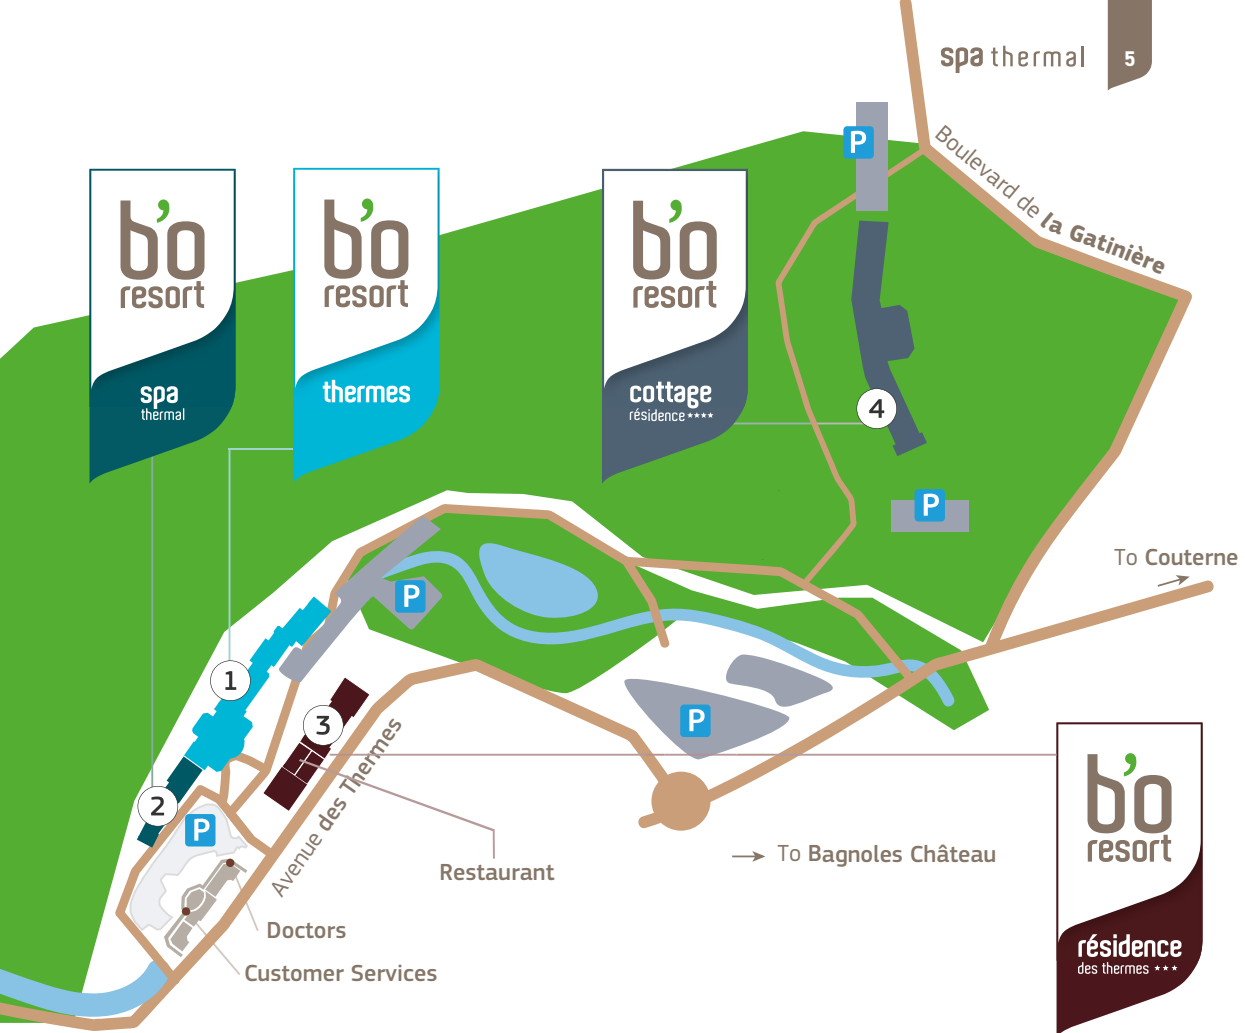 spa thermal 5
P
Boulevard de la Gatinière
b'o
resort
spa
thermal
b'o
resort
thermes
b'o
resort
cottage
résidence ****
4
P
To Couterne
P
1
3
P
2
P
Avenue des Thermes
b'o
resort
résidence
des thermes ***
To Bagnoles Château
Restaurant
Doctors
Customer Services